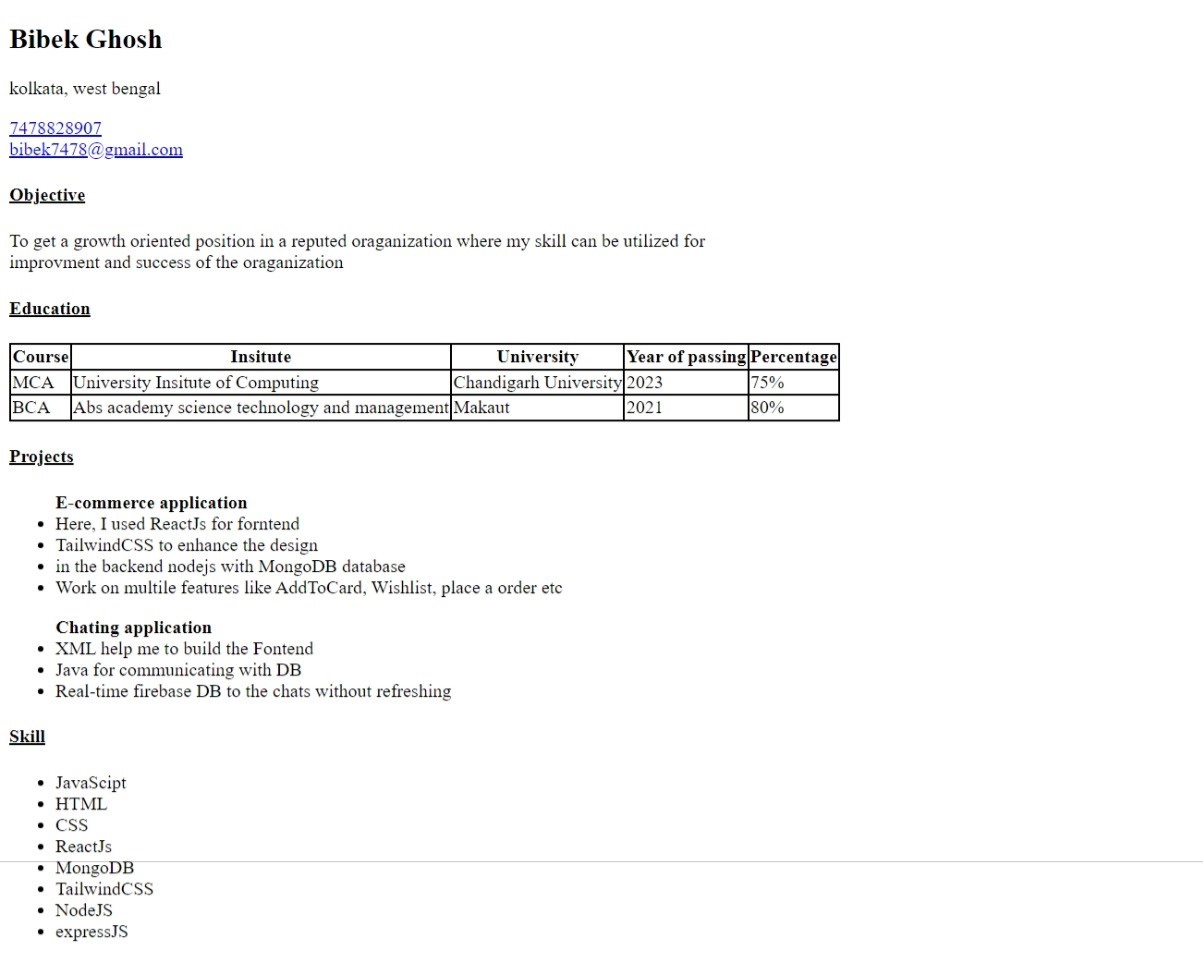 Bibek Ghosh
kolkata, west bengal
7478828907
bibek7478@gmail.com
Objective
To get a growth oriented position in a reputed oraganization where my skill can be utilized for
improvment and success of the oraganization
Education
Course Insitute University Year of passing Percentage
MCA University Insitute of Computing Chandigarh University 2023 75%
BCA Abs academy science technology and management Makaut 2021 80%
Projects
E-commerce application
• Here, I used ReactJs for forntend
• TailwindCSS to enhance the design
• in the backend nodejs with MongoDB database
• Work on multile features like AddToCard, Wishlist, place a order etc
Chating application
• XML help me to build the Fontend
• Java for communicating with DB
• Real-time firebase DB to the chats without refreshing
Skill
• JavaScipt
• HTML
• CSS
• ReactJs
• MongoDB
• TailwindCSS
• NodeJS
• expressJS